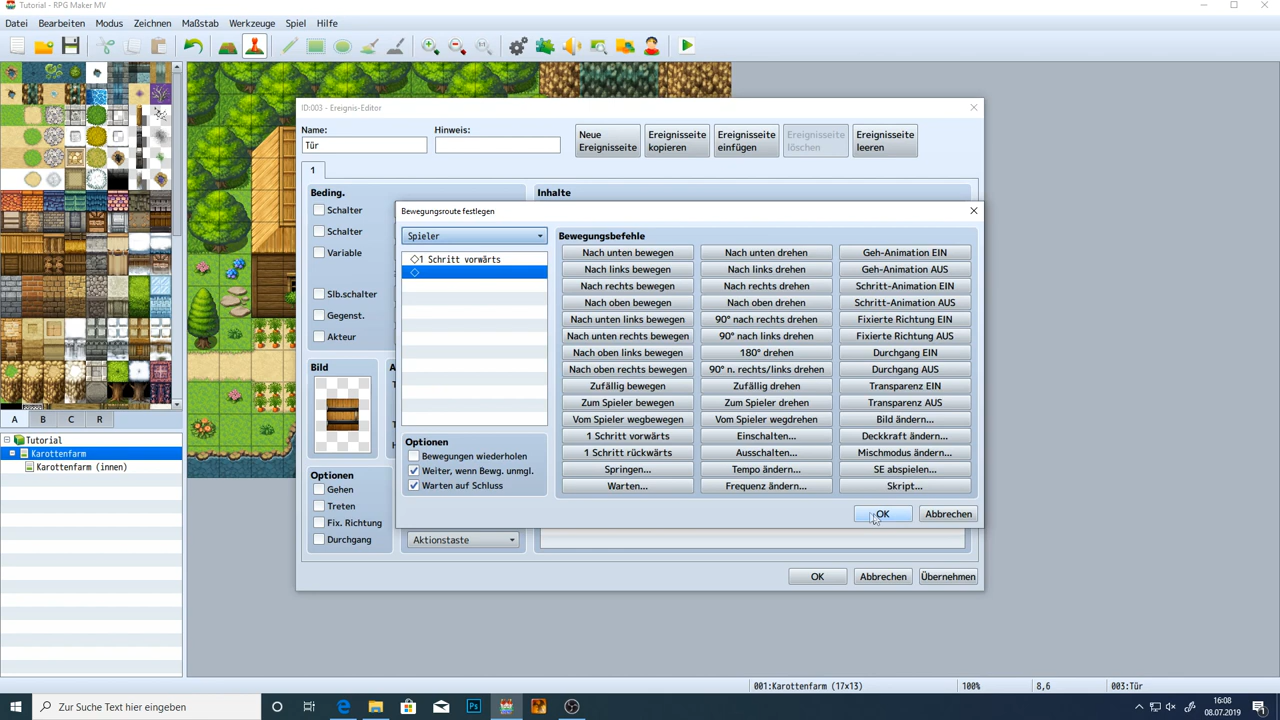 Tutorial - RPG Maker MV
Datei Bearbeiten Modus Zeichnen Maßstab Werkzeuge Spiel Hilfe
ID:003 - Ereignis-Editor
Name: Hinweis:
Tür
Neue Ereignisseite
Ereignisseite kopieren
Ereignisseite einfügen
Ereignisseite löschen
Ereignisseite leeren
1
Beding. Inhalte
Schalter
Schalter
Variable
Slb.schalter
Gegenst.
Akteur
Bild
Optionen
Gehen
Treten
Fix. Richtung
Durchgang
Aktionstaste
OK Abbrechen Übernehmen
Bewegungsroute festlegen
Spieler
◇1 Schritt vorwärts
◇
Optionen
Bewegungen wiederholen
Weiter, wenn Bew. unmgl.
Warten auf Schluss
Bewegungsbefehle
Nach unten bewegen Nach unten drehen Geh-Animation EIN
Nach links bewegen Nach links drehen Geh-Animation AUS
Nach rechts bewegen Nach rechts drehen Schritt-Animation EIN
Nach oben bewegen Nach oben drehen Schritt-Animation AUS
Nach unten links bewegen 90° nach rechts drehen Fixierte Richtung EIN
Nach unten rechts bewegen 90° nach links drehen Fixierte Richtung AUS
Nach oben links bewegen 180° drehen Durchgang EIN
Nach oben rechts bewegen 90° n. rechts/links drehen Durchgang AUS
Zufällig bewegen Zufällig drehen Transparenz EIN
Zum Spieler bewegen Zum Spieler drehen Transparenz AUS
Vom Spieler wegbewegen Vom Spieler wegdrehen Bild ändern...
1 Schritt vorwärts Einschalten... Deckkraft ändern...
1 Schritt rückwärts Ausschalten... Mischmodus ändern...
Springen... Tempo ändern... SE abspielen...
Warten... Frequenz ändern... Skript...
OK Abbrechen
A B C R
Tutorial
Karottenfarm
Karottenfarm (innen)
001:Karottenfarm (17×13) 100% 8,6 003:Tür
Zur Suche Text hier eingeben
16:08
08.07.2019